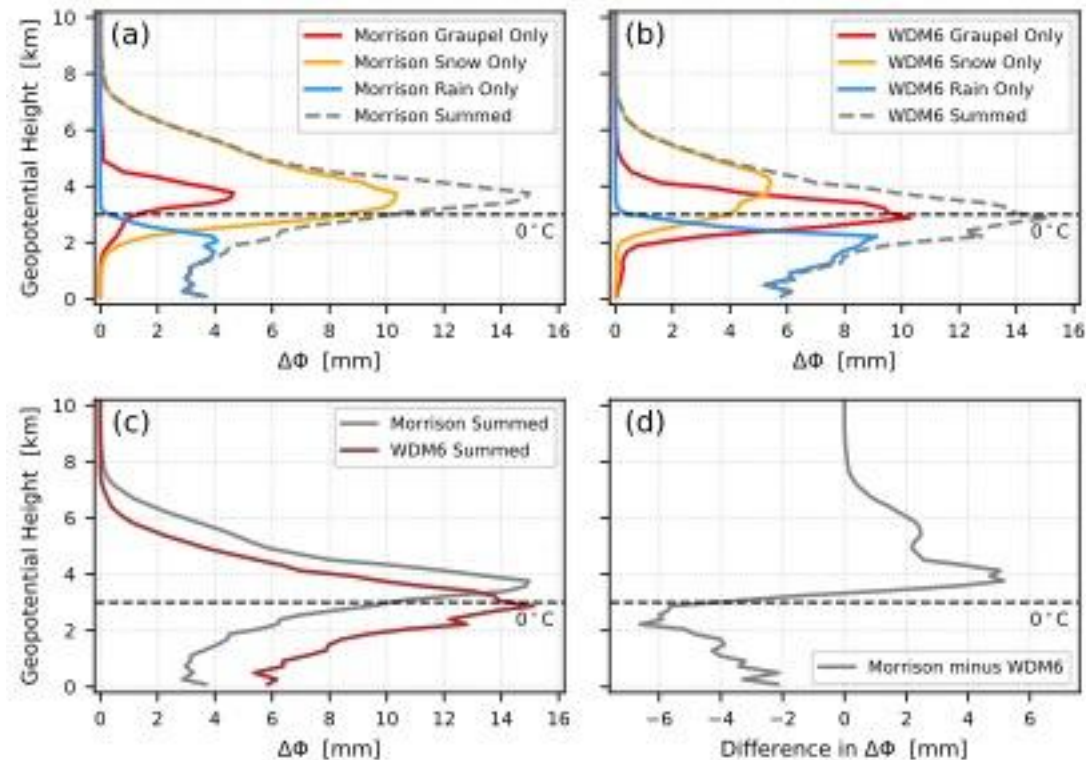 (a)
Morrison Graupel Only
Morrison Snow Only
Morrison Rain Only
Morrison Summed
Geopotential Height [km]
10
8
6
4
2
0
0°C
0 2 4 6 8 10 12 14 16
ΔΦ [mm]
(b)
WDM6 Graupel Only
WDM6 Snow Only
WDM6 Rain Only
WDM6 Summed
0°C
0 2 4 6 8 10 12 14 16
ΔΦ [mm]
(c)
Morrison Summed
WDM6 Summed
Geopotential Height [km]
10
8
6
4
2
0
0°C
0 2 4 6 8 10 12 14 16
ΔΦ [mm]
(d)
0°C
Morrison minus WDM6
−6 −4 −2 0 2 4 6
Difference in ΔΦ [mm]